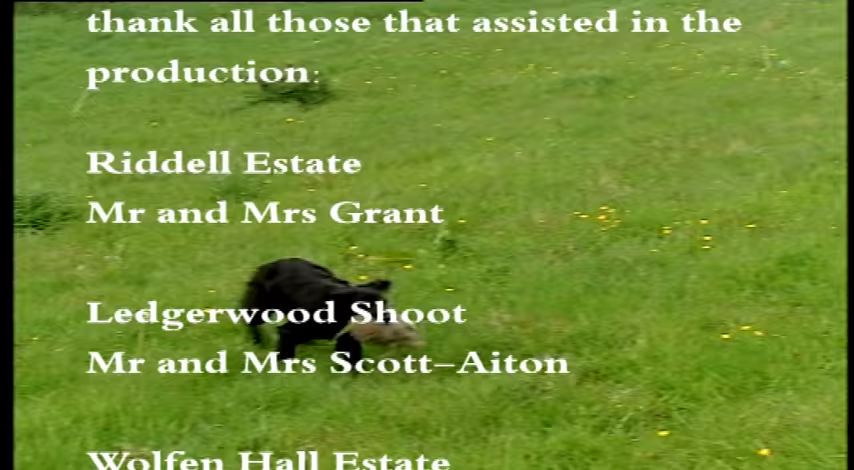 thank all those that assisted in the
production:
Riddell Estate
Mr and Mrs Grant
Ledgerwood Shoot
Mr and Mrs Scott–Aiton
Wolfen Hall Estate